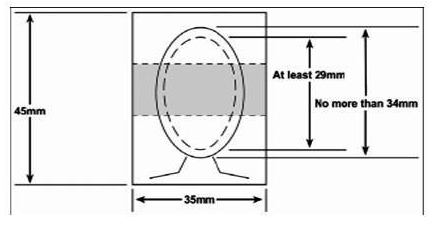 At least 29mm
No more than 34mm
45mm
35mm